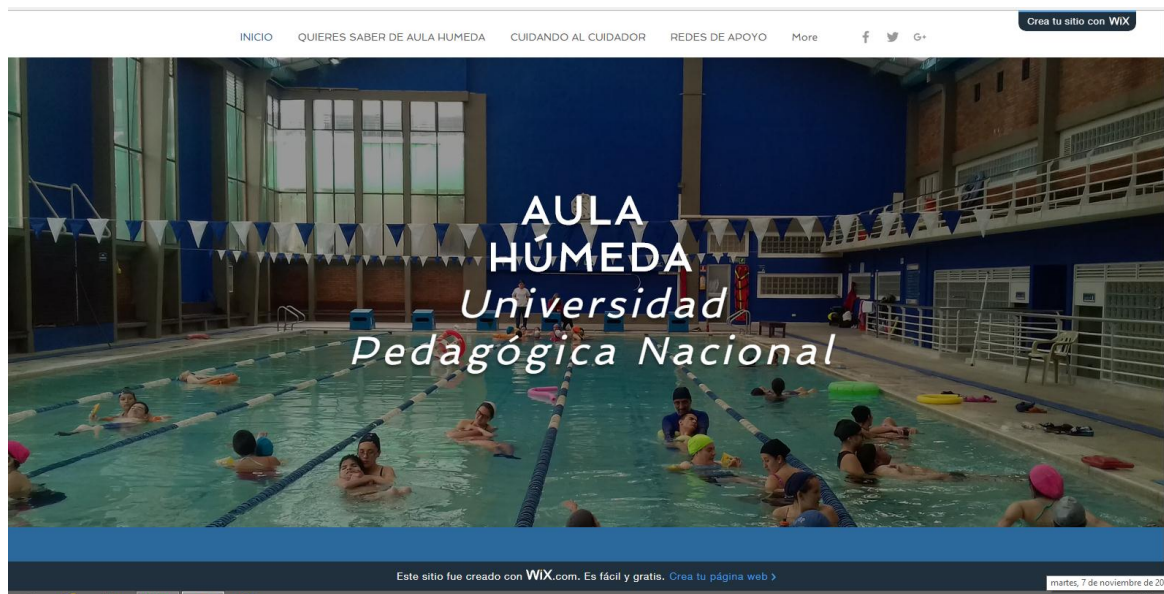 Crea tu sitio con WiX
INICIO QUIERES SABER DE AULA HUMEDA CUIDANDO AL CUIDADOR REDES DE APOYO More f G+
AULA
HÚMEDA
Universidad
Pedagógica Nacional
Este sitio fue creado con WiX.com. Es fácil y gratis. Crea tu página web >
martes, 7 de noviembre de 20